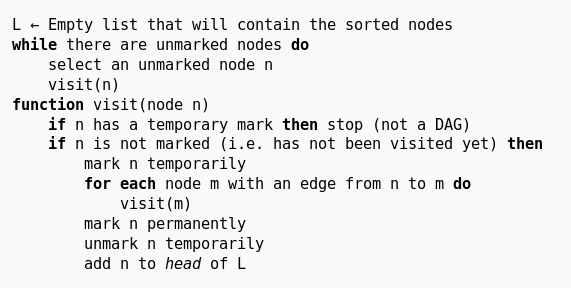 L ← Empty list that will contain the sorted nodes
while there are unmarked nodes do
    select an unmarked node n
    visit(n)
function visit(node n)
    if n has a temporary mark then stop (not a DAG)
    if n is not marked (i.e. has not been visited yet) then
        mark n temporarily
        for each node m with an edge from n to m do
            visit(m)
        mark n permanently
        unmark n temporarily
        add n to head of L